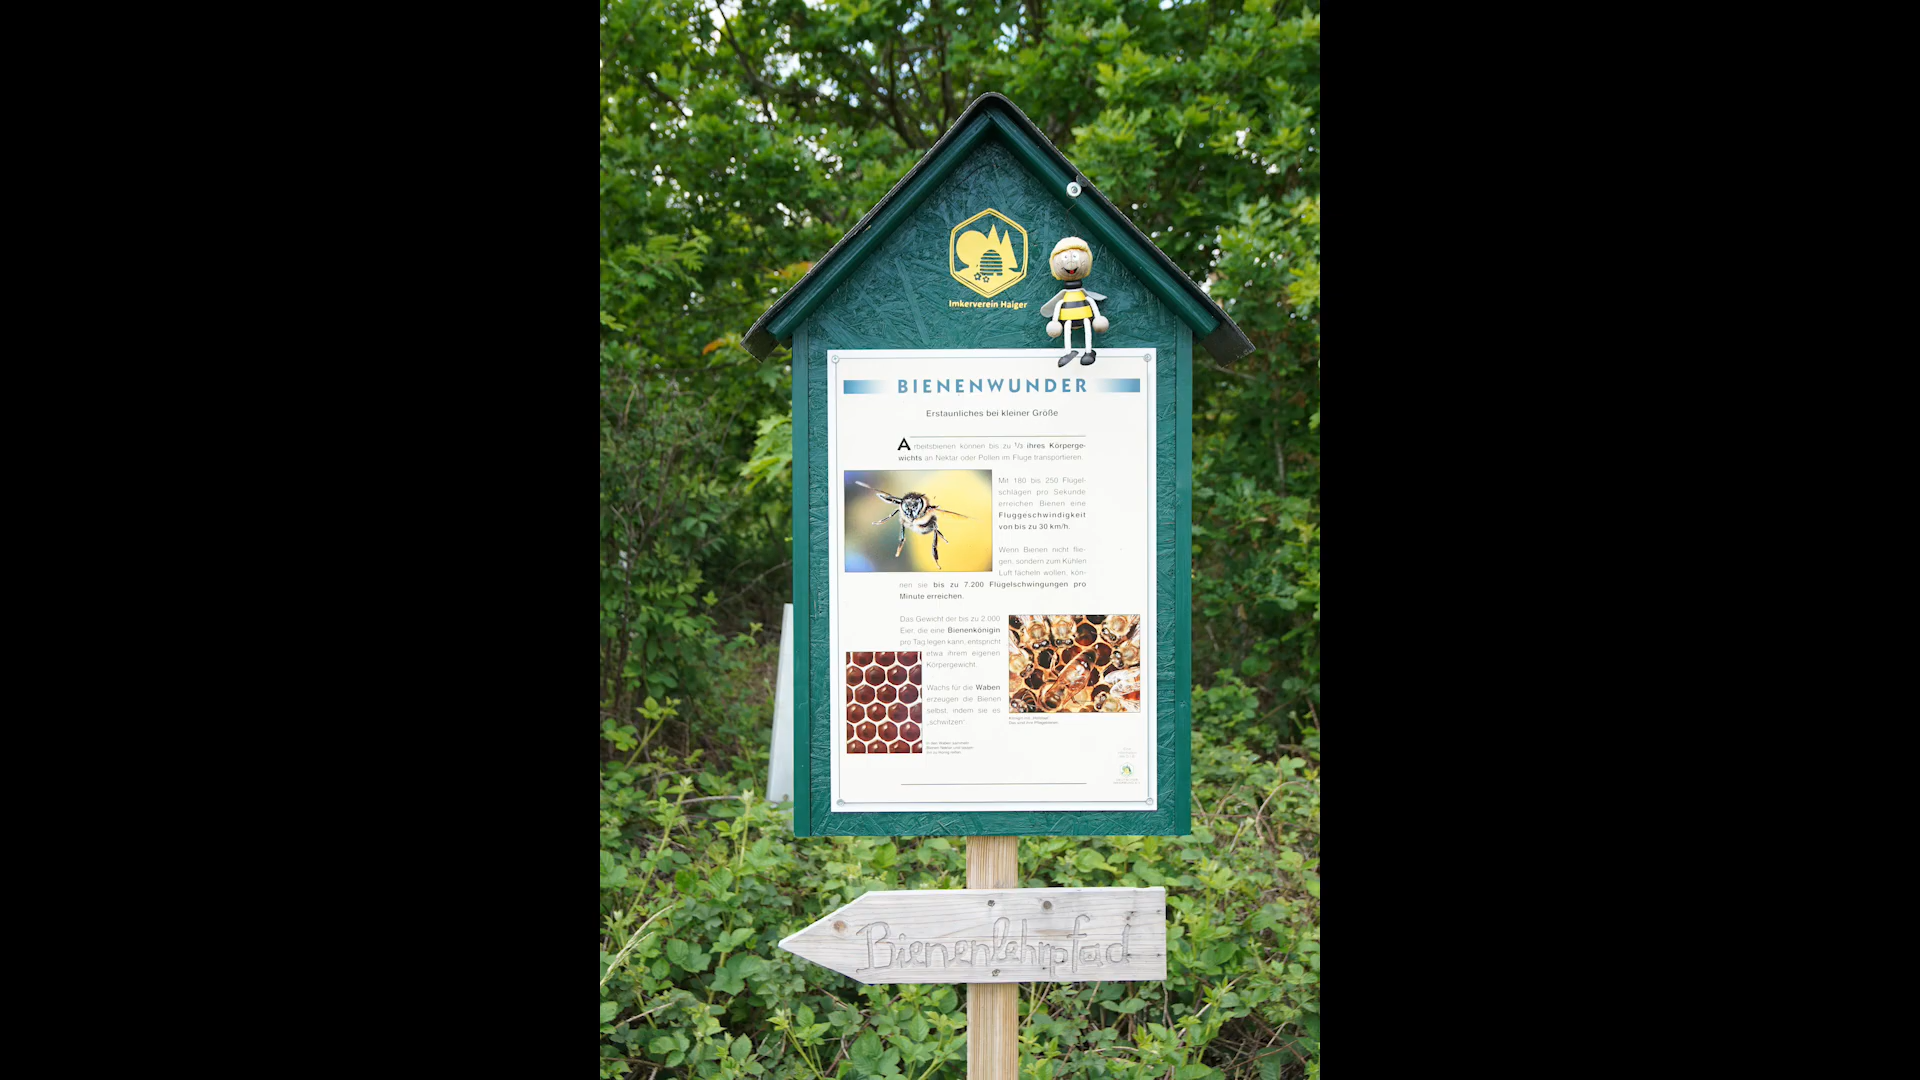 Imkerverein Haiger
BIENENWUNDER
Erstaunliches bei kleiner Größe
Arbeitsbienen können bis zu ⅓ ihres Körperge-
wichts an Nektar oder Pollen im Fluge transportieren.
Mit 180 bis 250 Flügel-
schlägen pro Sekunde
erreichen Bienen eine
Fluggeschwindigkeit
von bis zu 30 km/h.
Wenn Bienen nicht flie-
gen, sondern zum Kühlen
Luft fächeln wollen, kön-
nen sie bis zu 7.200 Flügelschwingungen pro
Minute erreichen.
Das Gewicht der bis zu 2.000
Eier, die eine Bienenkönigin
pro Tag legen kann, entspricht
etwa ihrem eigenen
Körpergewicht.
Wachs für die Waben
erzeugen die Bienen
selbst, indem sie es
„schwitzen“.
Bienenlehrpfad